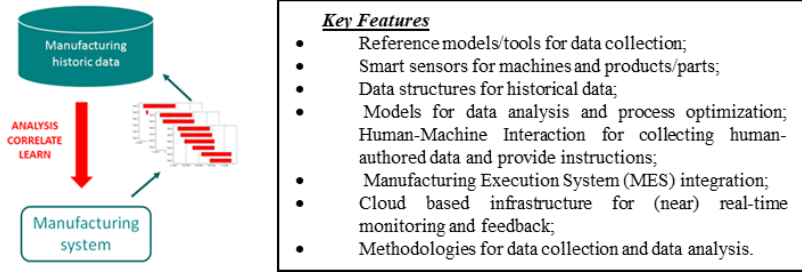 Manufacturing
historic data
ANALYSIS
CORRELATE
LEARN
Manufacturing
system
Key Features
• Reference models/tools for data collection;
• Smart sensors for machines and products/parts;
• Data structures for historical data;
• Models for data analysis and process optimization;
Human-Machine Interaction for collecting human-
authored data and provide instructions;
• Manufacturing Execution System (MES) integration;
• Cloud based infrastructure for (near) real-time
monitoring and feedback;
• Methodologies for data collection and data analysis.